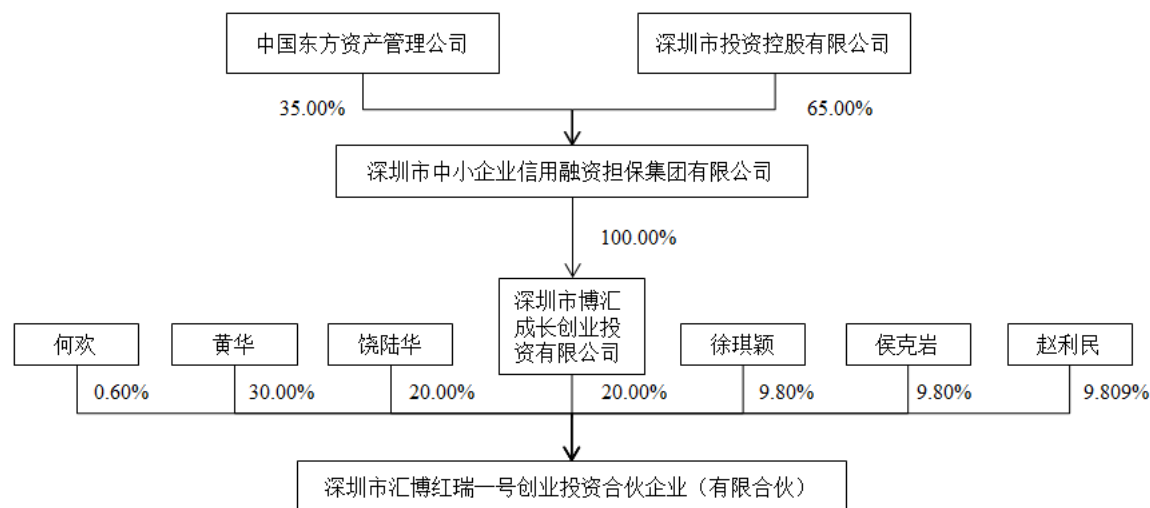 中国东方资产管理公司
深圳市投资控股有限公司
35.00%
65.00%
深圳市中小企业信用融资担保集团有限公司
100.00%
深圳市博汇
成长创业投
资有限公司
何欢
黄华
饶陆华
徐琪颖
侯克岩
赵利民
0.60%
30.00%
20.00%
20.00%
9.80%
9.80%
9.809%
深圳市汇博红瑞一号创业投资合伙企业（有限合伙）